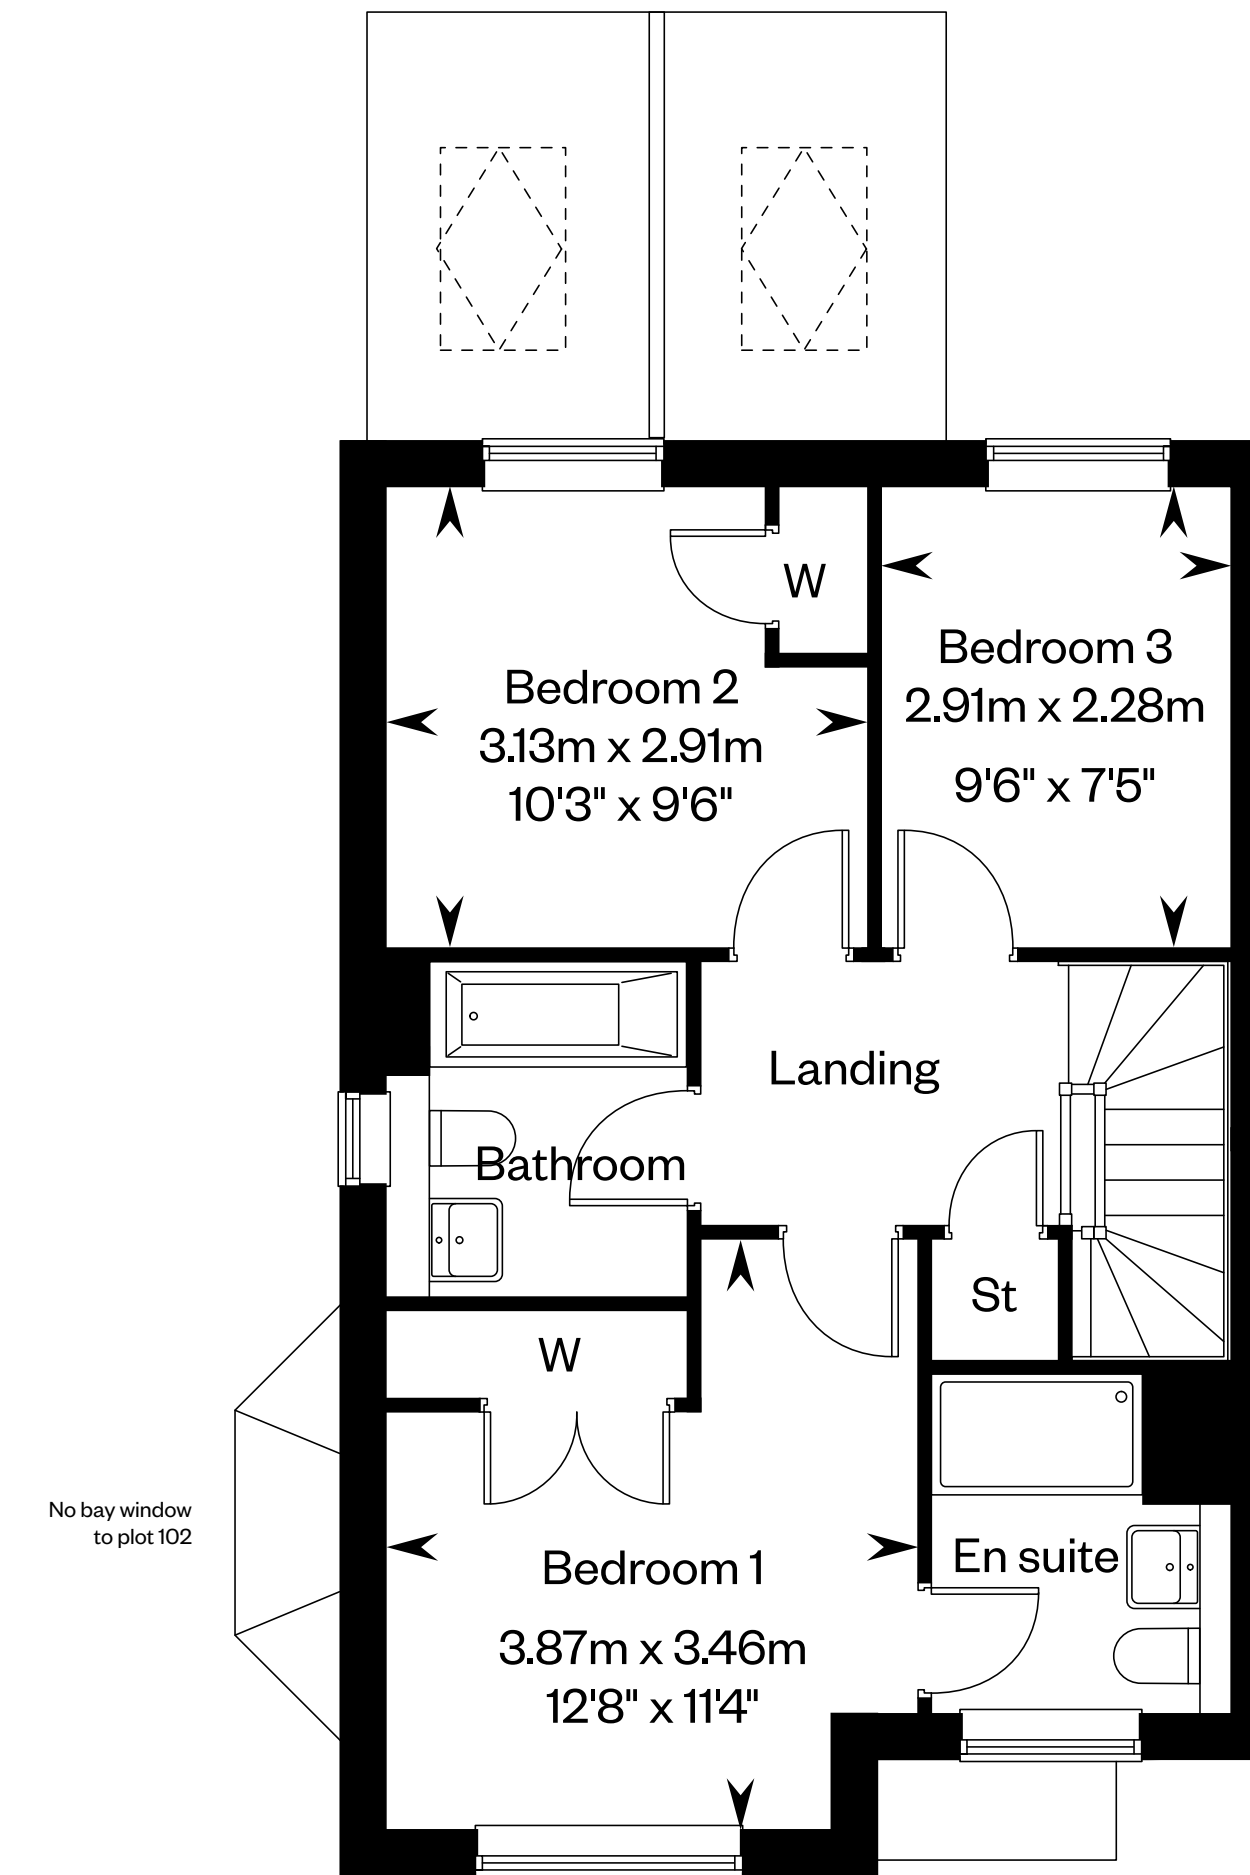 W
Bedroom 2
3.13m x 2.91m
10'3" x 9'6"
Bedroom 3
2.91m x 2.28m
9'6" x 7'5"
Landing
Bathroom
St
W
No bay window
to plot 102
Bedroom 1
3.87m x 3.46m
12'8" x 11'4"
En suite